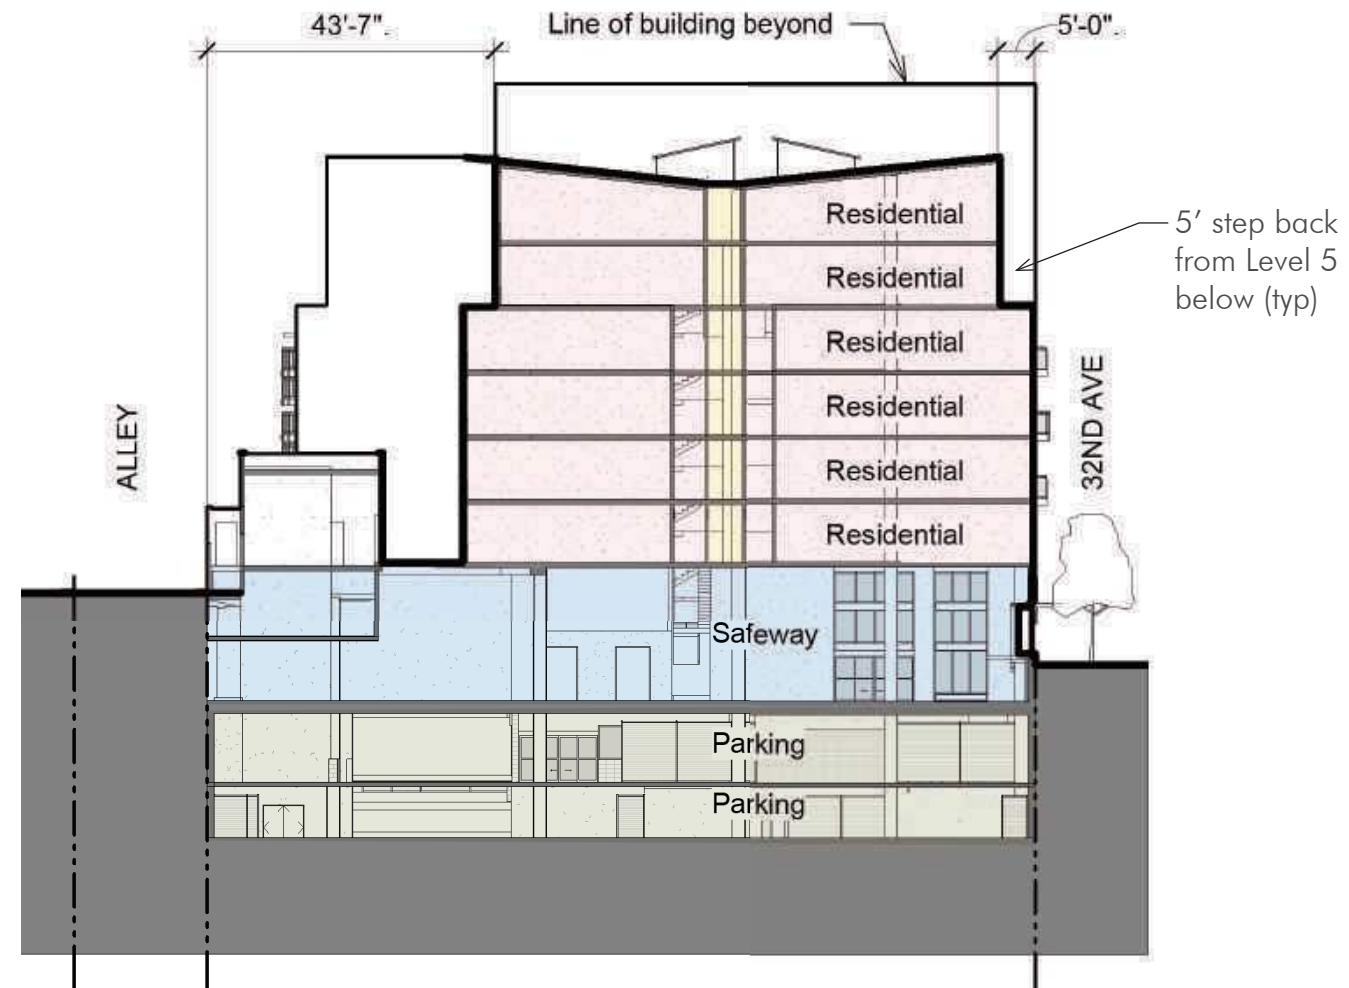 43'-7".
Line of building beyond
5'-0".
Residential
5' step back
from Level 5
below (typ)
Residential
Residential
Residential
Residential
Residential
ALLEY
32ND AVE
Safeway
Parking
Parking